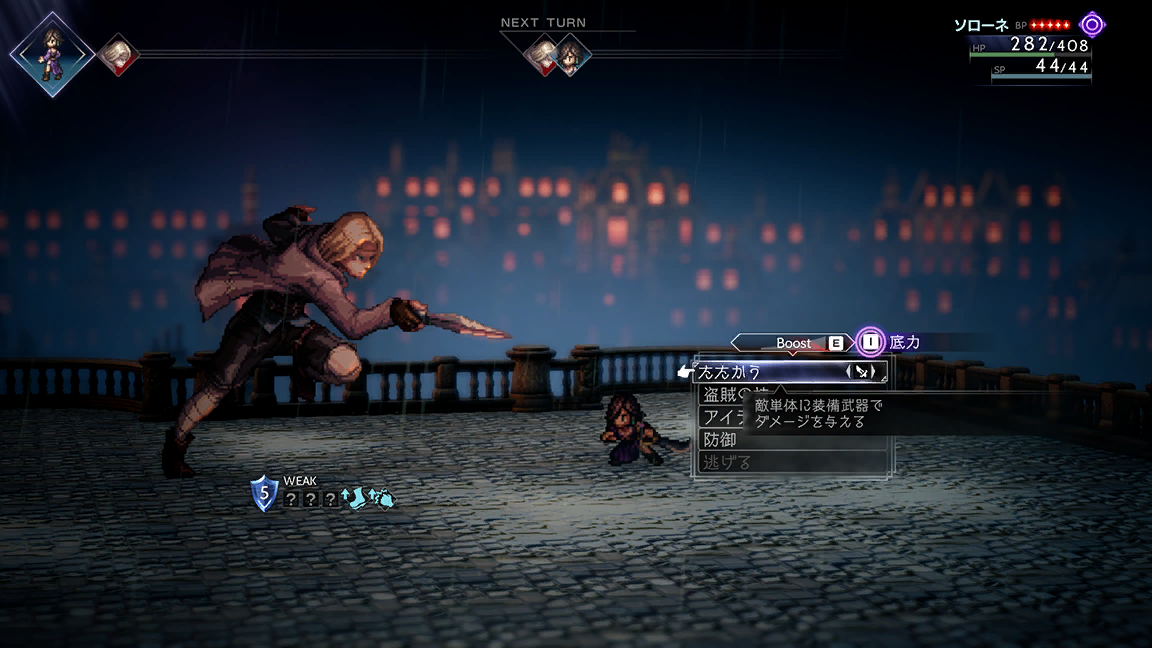 NEXT TURN
ソローネ BP
HP 282/408
SP 44/44
Boost E I 底力
たたかう
盗賊の技
アイテ
敵単体に装備武器で
ダメージを与える
防御
逃げる
WEAK
5 ? ? ?